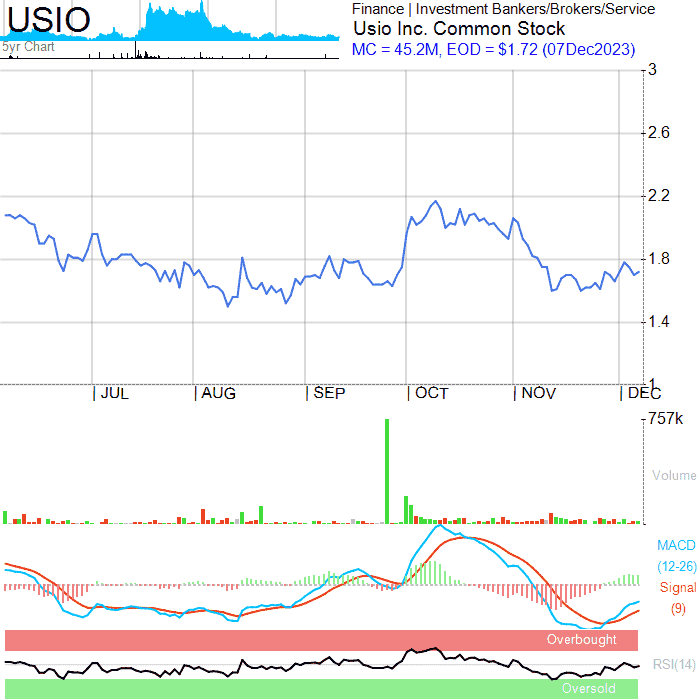 USIO
5yr Chart
Finance | Investment Bankers/Brokers/Service
Usio Inc. Common Stock
MC = 45.2M, EOD = $1.72 (07Dec2023)
3
2.6
2.2
1.8
1.4
1
JUL AUG SEP OCT NOV DEC
757k
Volume
MACD
(12-26)
Signal
(9)
Overbought
RSI(14)
Oversold